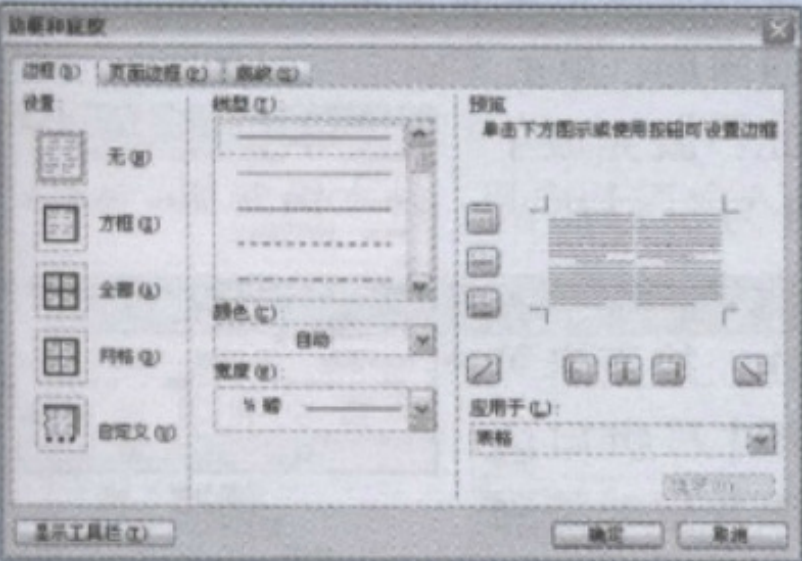 边框和底纹
边框(B) 页面边框(P) 底纹(S)
设置:
无(N)
方框(X)
全部(A)
网格(D)
自定义(U)
线型(Y):
颜色(C):
自动
宽度(W):
½ 磅
预览
单击下方图示或使用按钮可设置边框
应用于(L):
表格
显示工具栏(T)
确定
取消